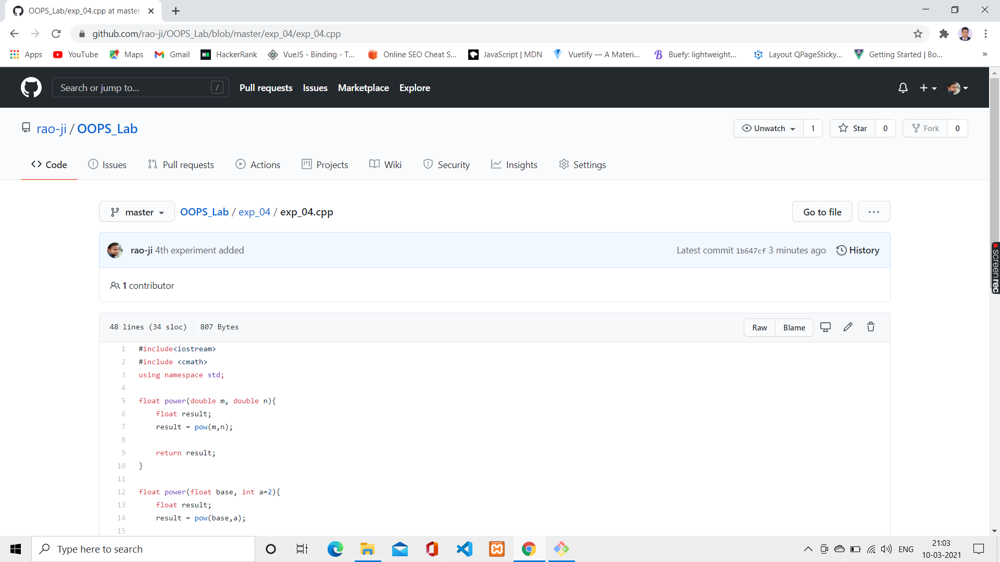 OOPS_Lab/exp_04.cpp at master
github.com/rao-ji/OOPS_Lab/blob/master/exp_04/exp_04.cpp
Apps YouTube Maps Gmail HackerRank VueJS - Binding - T... Online SEO Cheat S... JavaScript | MDN Vuetify — A Materi... Buefy: lightweight... Layout QPageSticky... Getting Started | Bo... »
Search or jump to... / Pull requests Issues Marketplace Explore
rao-ji / OOPS_Lab Unwatch 1 Star 0 Fork 0
Code Issues Pull requests Actions Projects Wiki Security Insights Settings
master OOPS_Lab / exp_04 / exp_04.cpp Go to file ...
rao-ji 4th experiment added Latest commit 1b647cf 3 minutes ago History
1 contributor
48 lines (34 sloc) 807 Bytes Raw Blame
1 #include<iostream>
2 #include <cmath>
3 using namespace std;
4
5 float power(double m, double n){
6 float result;
7 result = pow(m,n);
8
9 return result;
10 }
11
12 float power(float base, int a=2){
13 float result;
14 result = pow(base,a);
15
screenrec
Type here to search ENG 21:03
10-03-2021